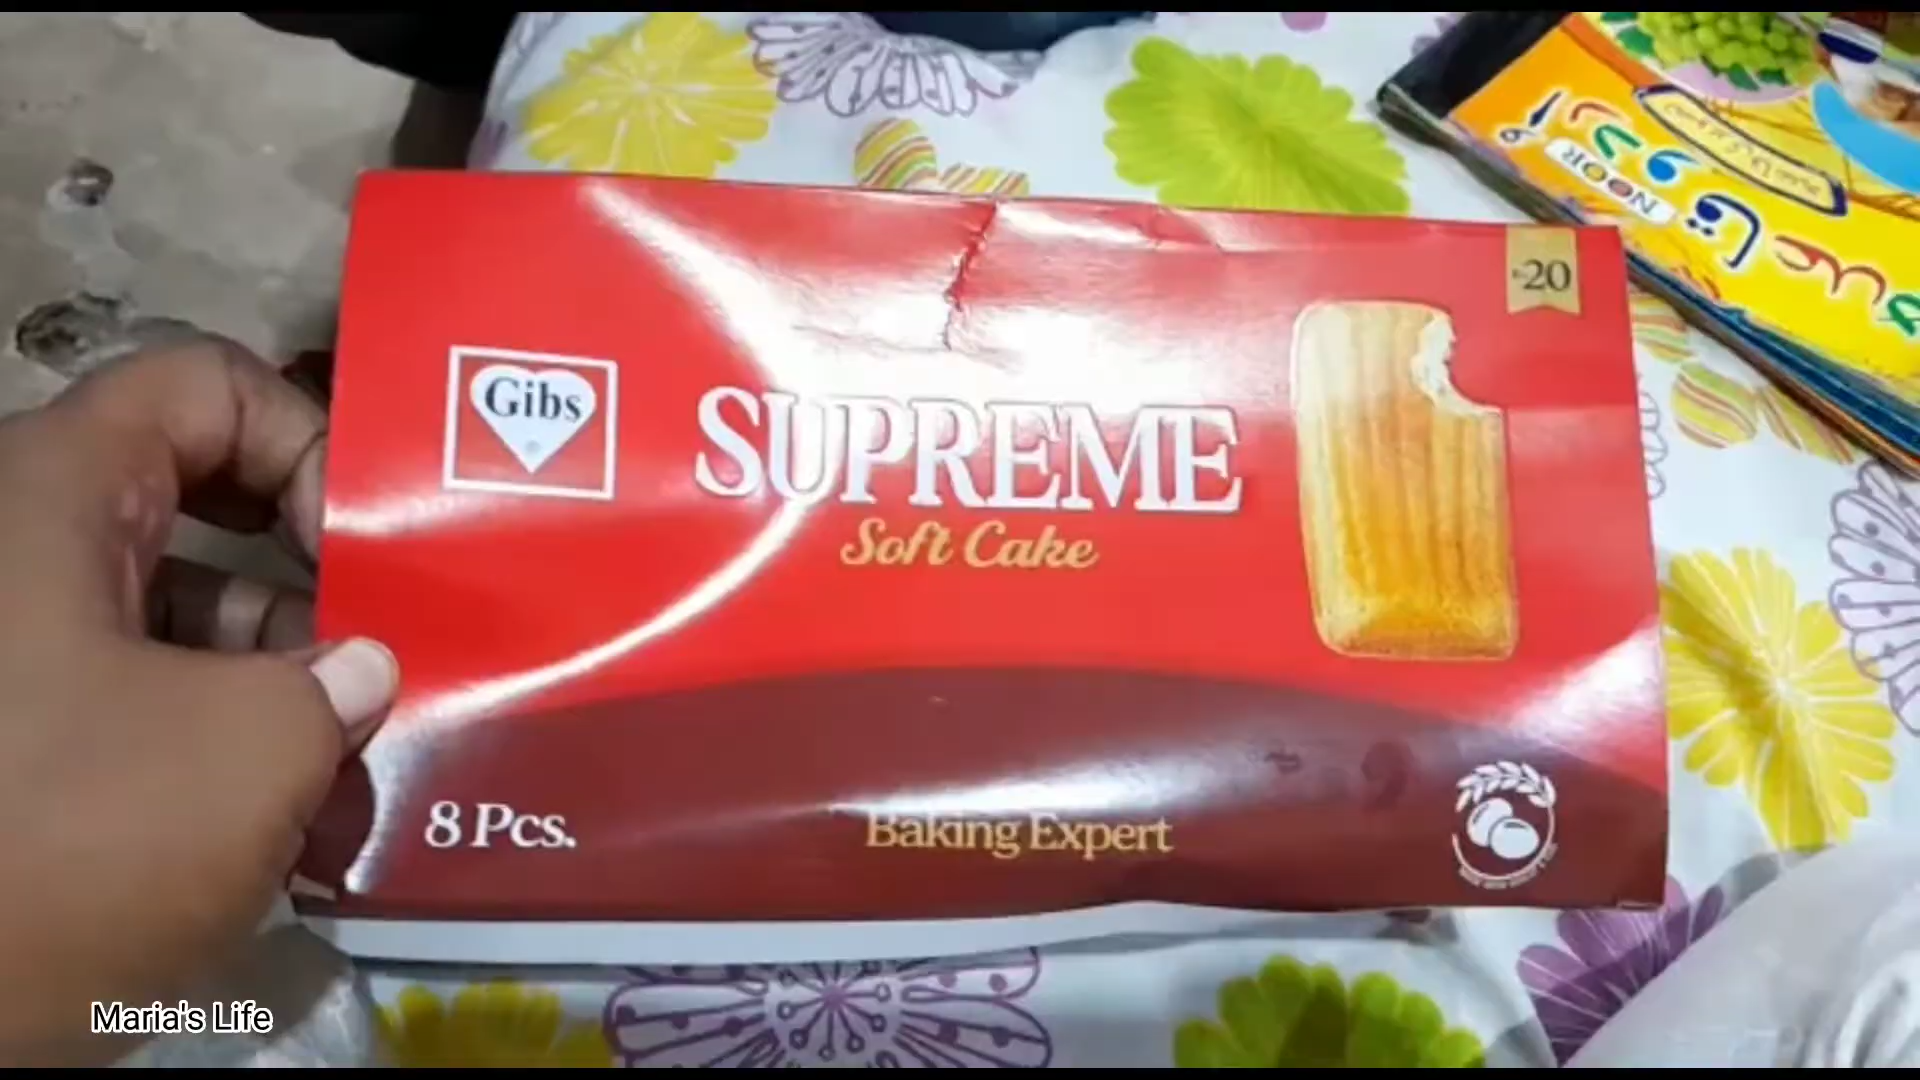 Gibs
SUPREME
Soft Cake
20
8 Pcs.
Baking Expert
NOOR
Maria's Life